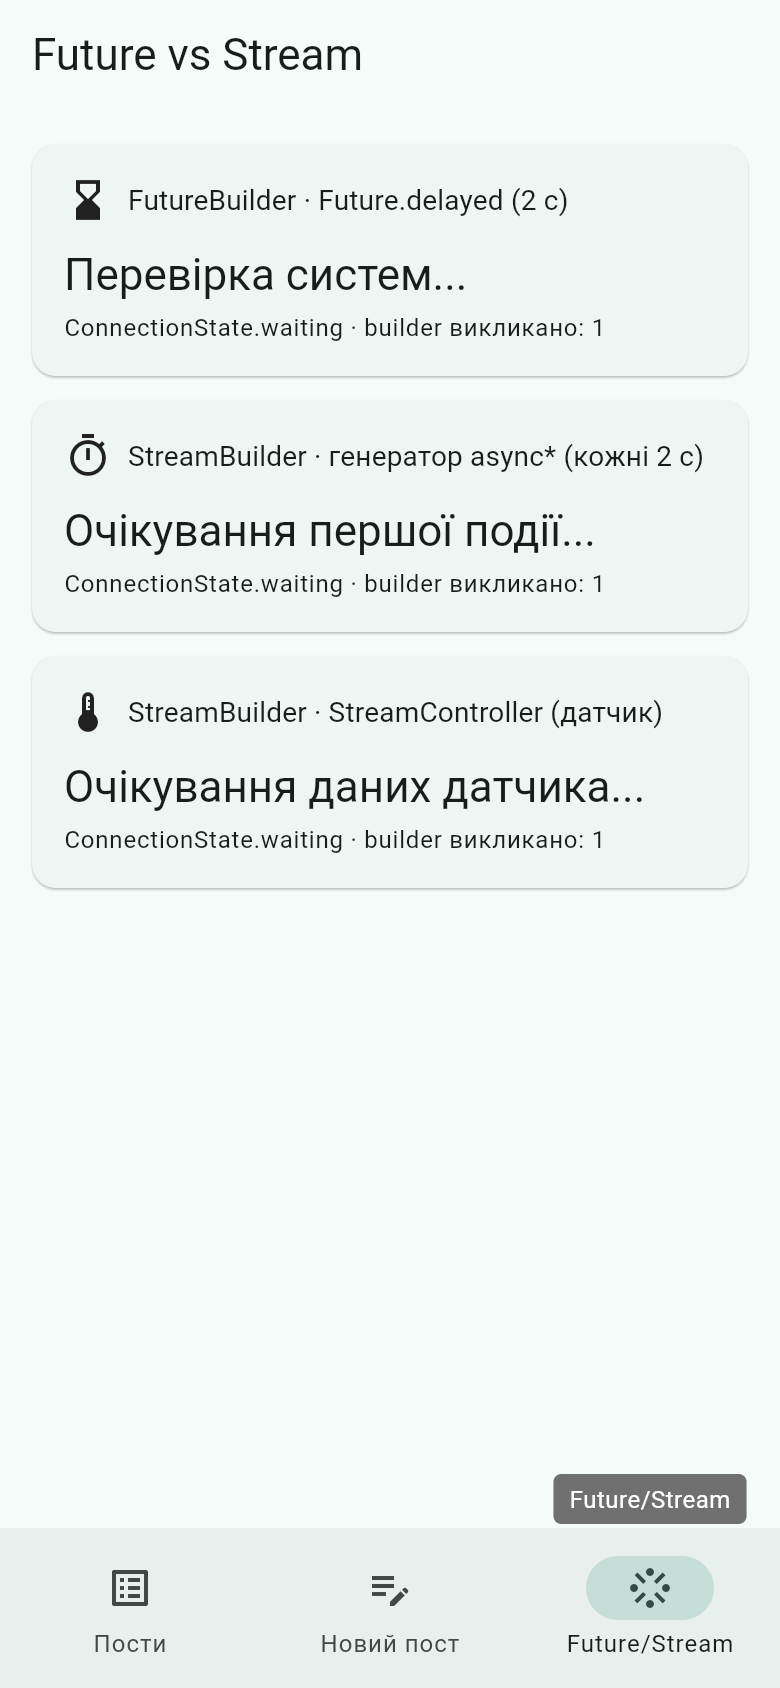 Future vs Stream
FutureBuilder · Future.delayed (2 с)
Перевірка систем...
ConnectionState.waiting · builder викликано: 1
StreamBuilder · генератор async* (кожні 2 с)
Очікування першої події...
ConnectionState.waiting · builder викликано: 1
StreamBuilder · StreamController (датчик)
Очікування даних датчика...
ConnectionState.waiting · builder викликано: 1
Future/Stream
Пости
Новий пост
Future/Stream